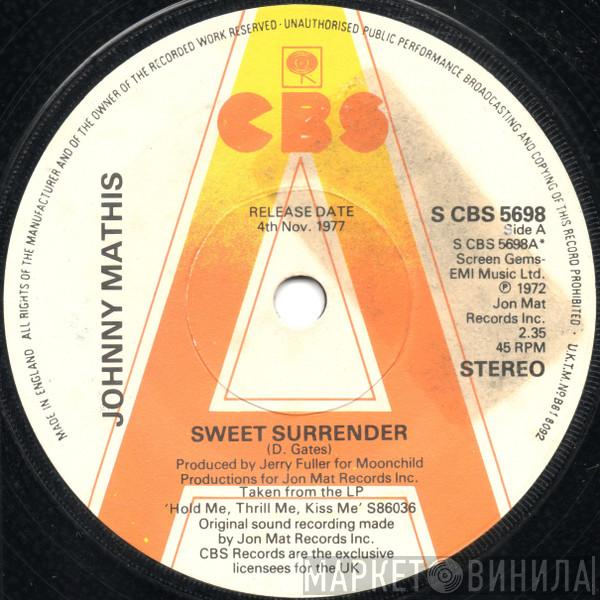 MADE IN ENGLAND ALL RIGHTS OF THE MANUFACTURER AND OF THE OWNER OF THE RECORDED WORK RESERVED · UNAUTHORISED PUBLIC PERFORMANCE BROADCASTING AND COPYING OF THIS RECORD PROHIBITED · U.K.T.M. Nº B618092
CBS
JOHNNY MATHIS
RELEASE DATE
4th Nov. 1977
S CBS 5698
Side A
S CBS 5698A*
Screen Gems-
EMI Music Ltd.
℗ 1972
Jon Mat
Records Inc.
2.35
45 RPM
STEREO
SWEET SURRENDER
(D. Gates)
Produced by Jerry Fuller for Moonchild
Productions for Jon Mat Records Inc.
Taken from the LP
'Hold Me, Thrill Me, Kiss Me' S86036
Original sound recording made
by Jon Mat Records Inc.
CBS Records are the exclusive
licensees for the UK
МАРКЕТ ВИНИЛА